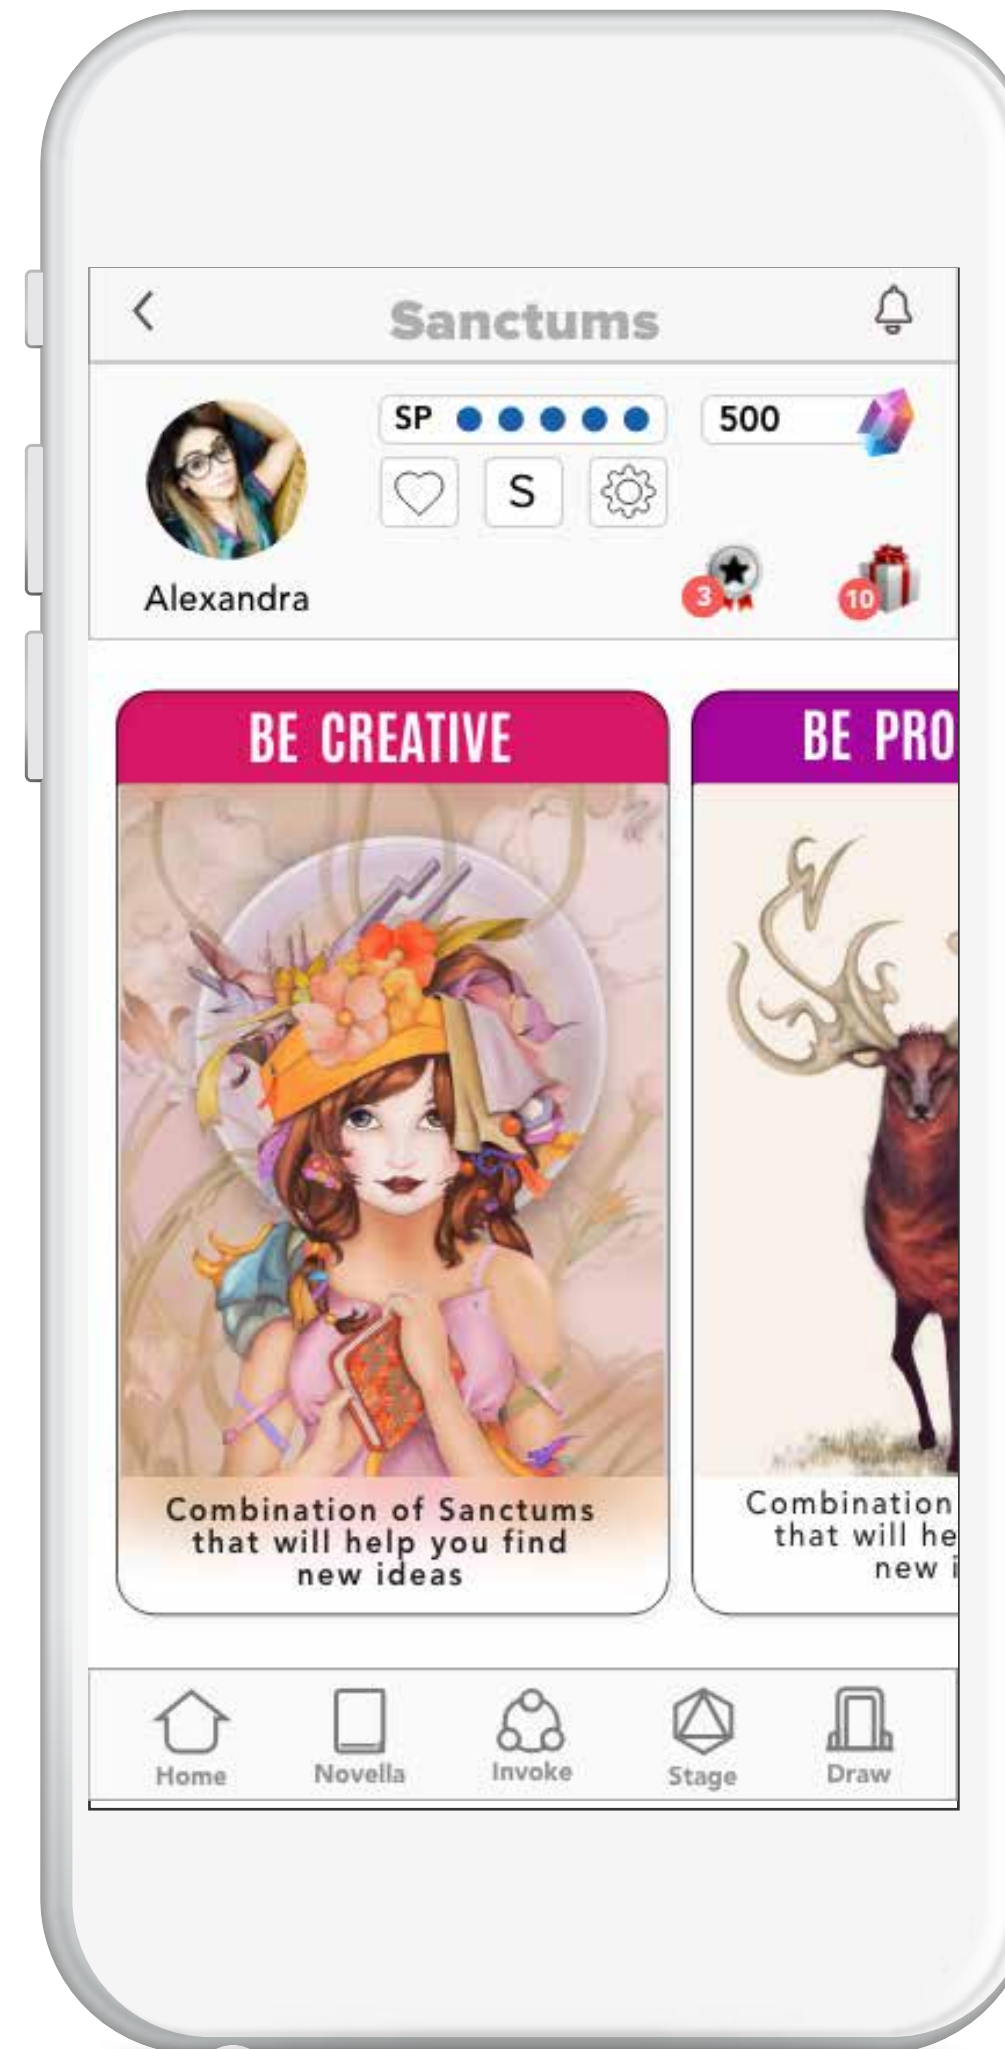 Sanctums
SP
500
S
Alexandra
3
10
BE CREATIVE
Combination of Sanctums
that will help you find
new ideas
BE PRO
Combination
that will he
new i
Home
Novella
Invoke
Stage
Draw